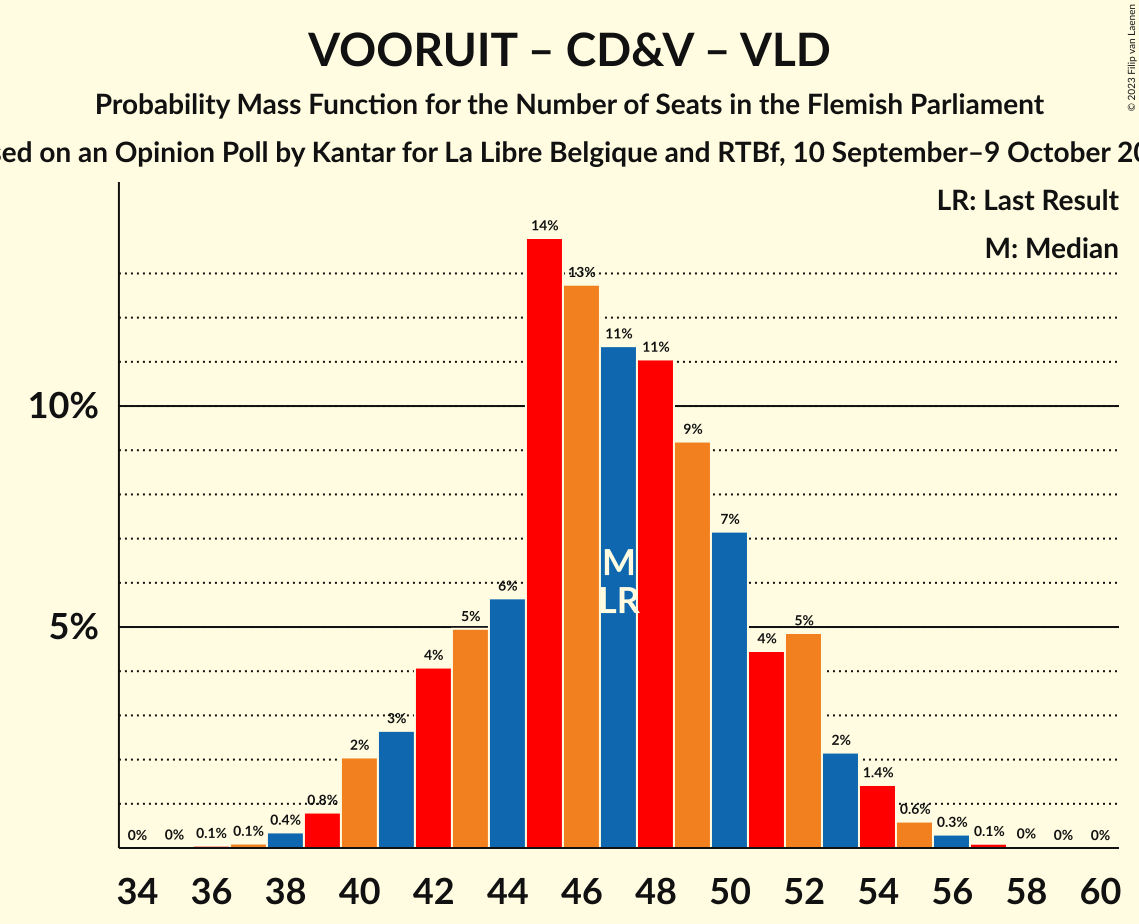 VOORUIT – CD&V – VLD
Probability Mass Function for the Number of Seats in the Flemish Parliament
on an Opinion Poll by Kantar for La Libre Belgique and RTBf, 10 September–9 October
© 2023 Filip van Laenen
LR: Last Result
M: Median
10%
5%
0% 0% 0.1% 0.1% 0.4% 0.8% 2% 3% 4% 5% 6% 14% 13% 11% 11% 9% 7% 4% 5% 2% 1.4% 0.6% 0.3% 0.1% 0% 0% 0%
M
LR
34 36 38 40 42 44 46 48 50 52 54 56 58 60